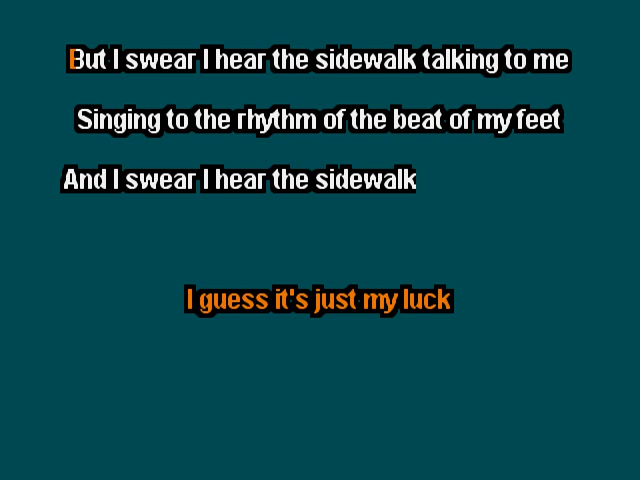 But I swear I hear the sidewalk talking to me
Singing to the rhythm of the beat of my feet
And I swear I hear the sidewalk
I guess it's just my luck